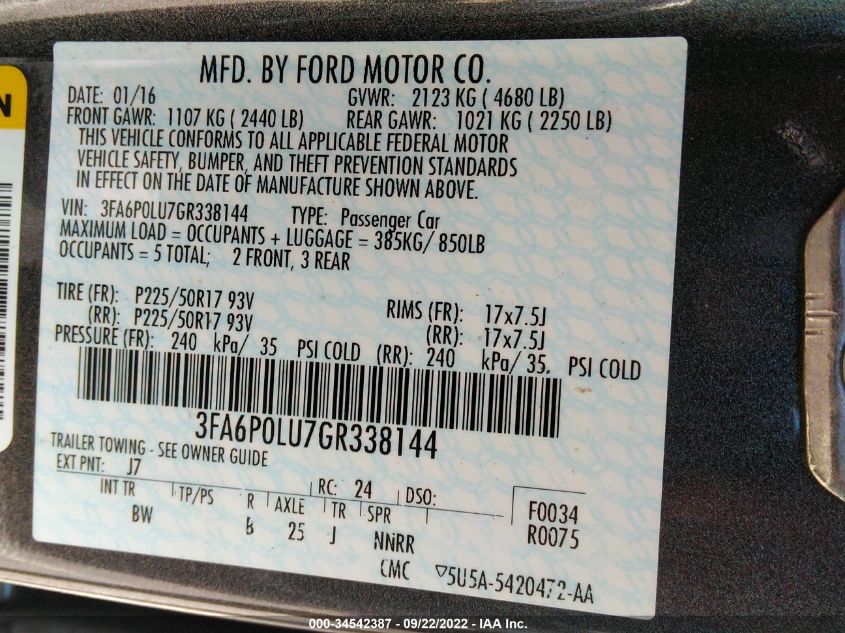 MFD. BY FORD MOTOR CO.
DATE: 01/16 GVWR: 2123 KG ( 4680 LB)
FRONT GAWR: 1107 KG ( 2440 LB) REAR GAWR: 1021 KG ( 2250 LB)
THIS VEHICLE CONFORMS TO ALL APPLICABLE FEDERAL MOTOR
VEHICLE SAFETY, BUMPER, AND THEFT PREVENTION STANDARDS
IN EFFECT ON THE DATE OF MANUFACTURE SHOWN ABOVE.
VIN: 3FA6P0LU7GR338144 TYPE: Passenger Car
MAXIMUM LOAD = OCCUPANTS + LUGGAGE = 385KG/ 850LB
OCCUPANTS = 5 TOTAL; 2 FRONT, 3 REAR
TIRE (FR): P225/50R17 93V RIMS (FR): 17x7.5J
(RR): P225/50R17 93V (RR): 17x7.5J
PRESSURE (FR): 240 kPa/ 35 PSI COLD (RR): 240 kPa/ 35. PSI COLD
3FA6P0LU7GR338144
TRAILER TOWING - SEE OWNER GUIDE
EXT PNT: J7 RC: 24 DSO: F0034
INT TR TP/PS R AXLE TR SPR R0075
BW B 25 J NNRR
CMC ▽5U5A-5420472-AA
N
000-34542387 - 09/22/2022 - IAA Inc.